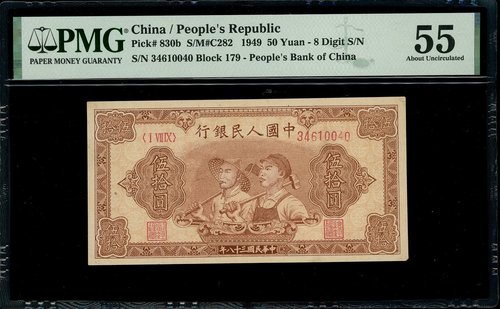 PMG
PAPER MONEY GUARANTY
China / People's Republic
Pick# 830b S/M#C282 1949 50 Yuan - 8 Digit S/N
S/N 34610040 Block 179 - People's Bank of China
55
About Uncirculated
行銀民人國中
〈I VII IX〉 34610040
伍拾圓 伍拾圓
年八十三國民華中